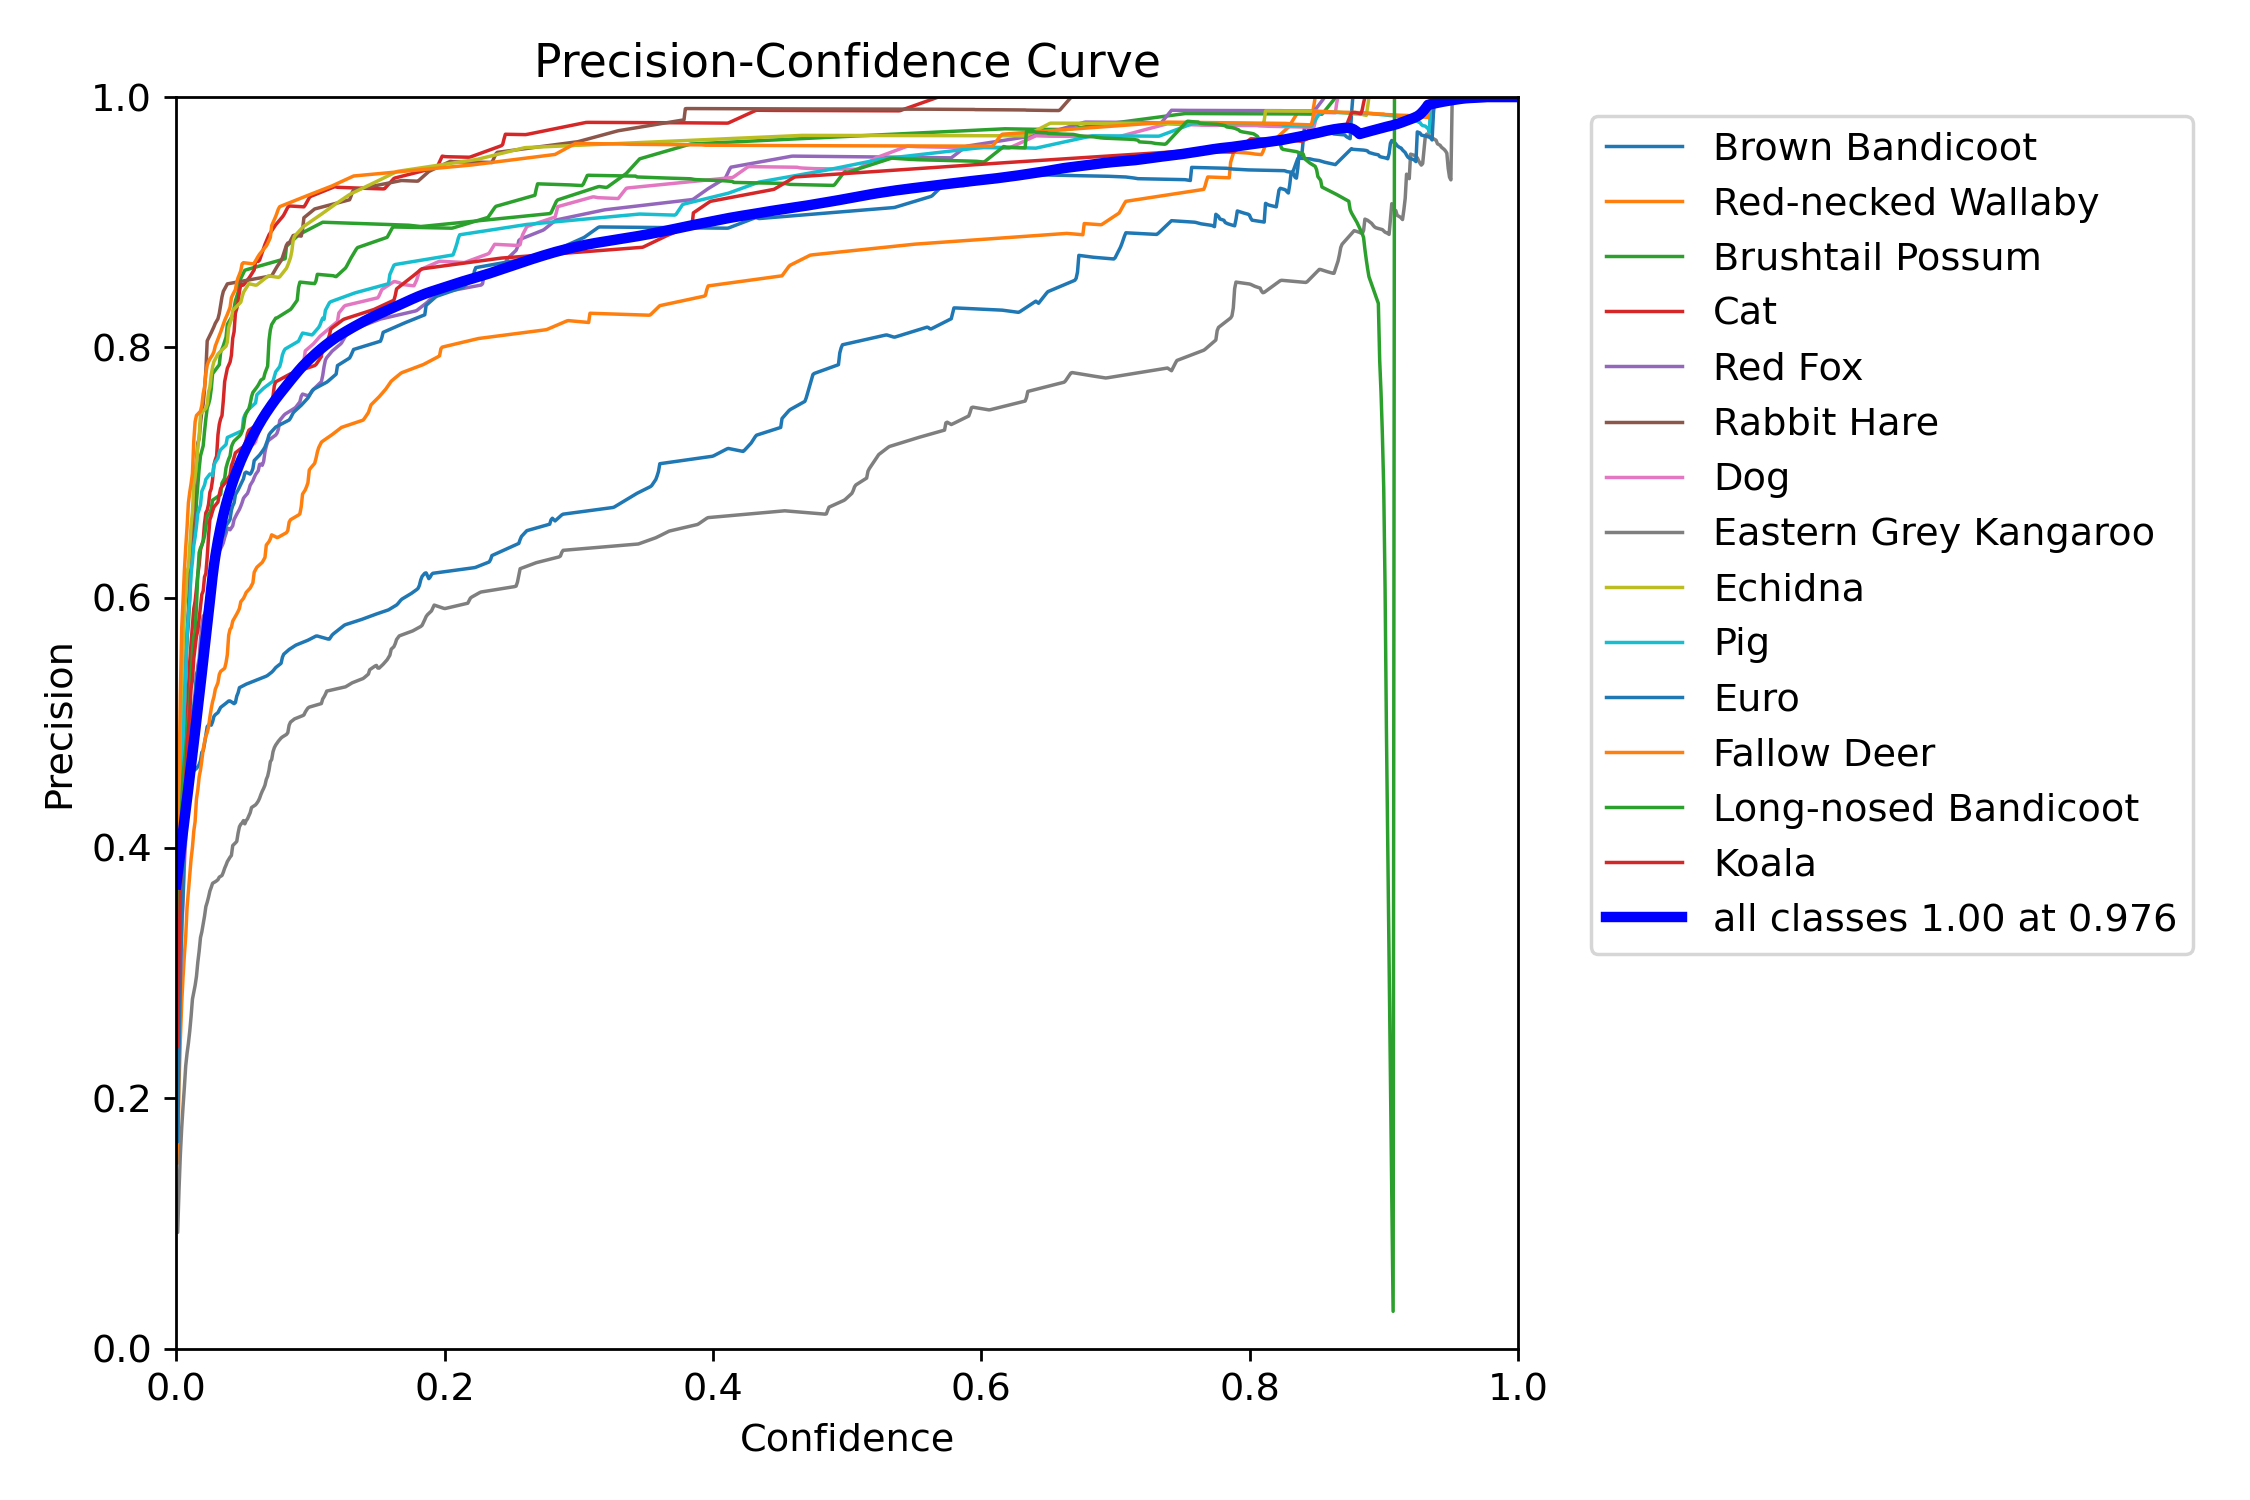 Precision-Confidence Curve
1.0
0.8
0.6
0.4
0.2
0.0
Precision
0.0 0.2 0.4 0.6 0.8 1.0
Confidence
Brown Bandicoot
Red-necked Wallaby
Brushtail Possum
Cat
Red Fox
Rabbit Hare
Dog
Eastern Grey Kangaroo
Echidna
Pig
Euro
Fallow Deer
Long-nosed Bandicoot
Koala
all classes 1.00 at 0.976